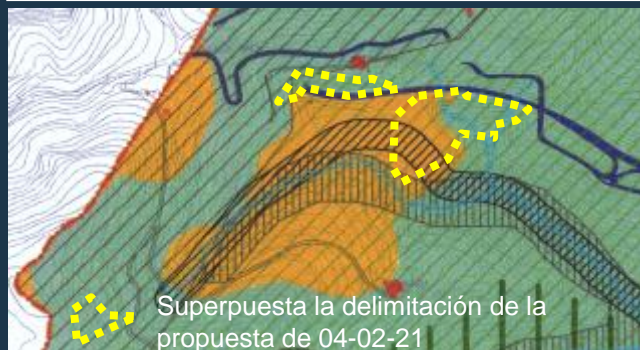 Superpuesta la delimitación de la
propuesta de 04-02-21